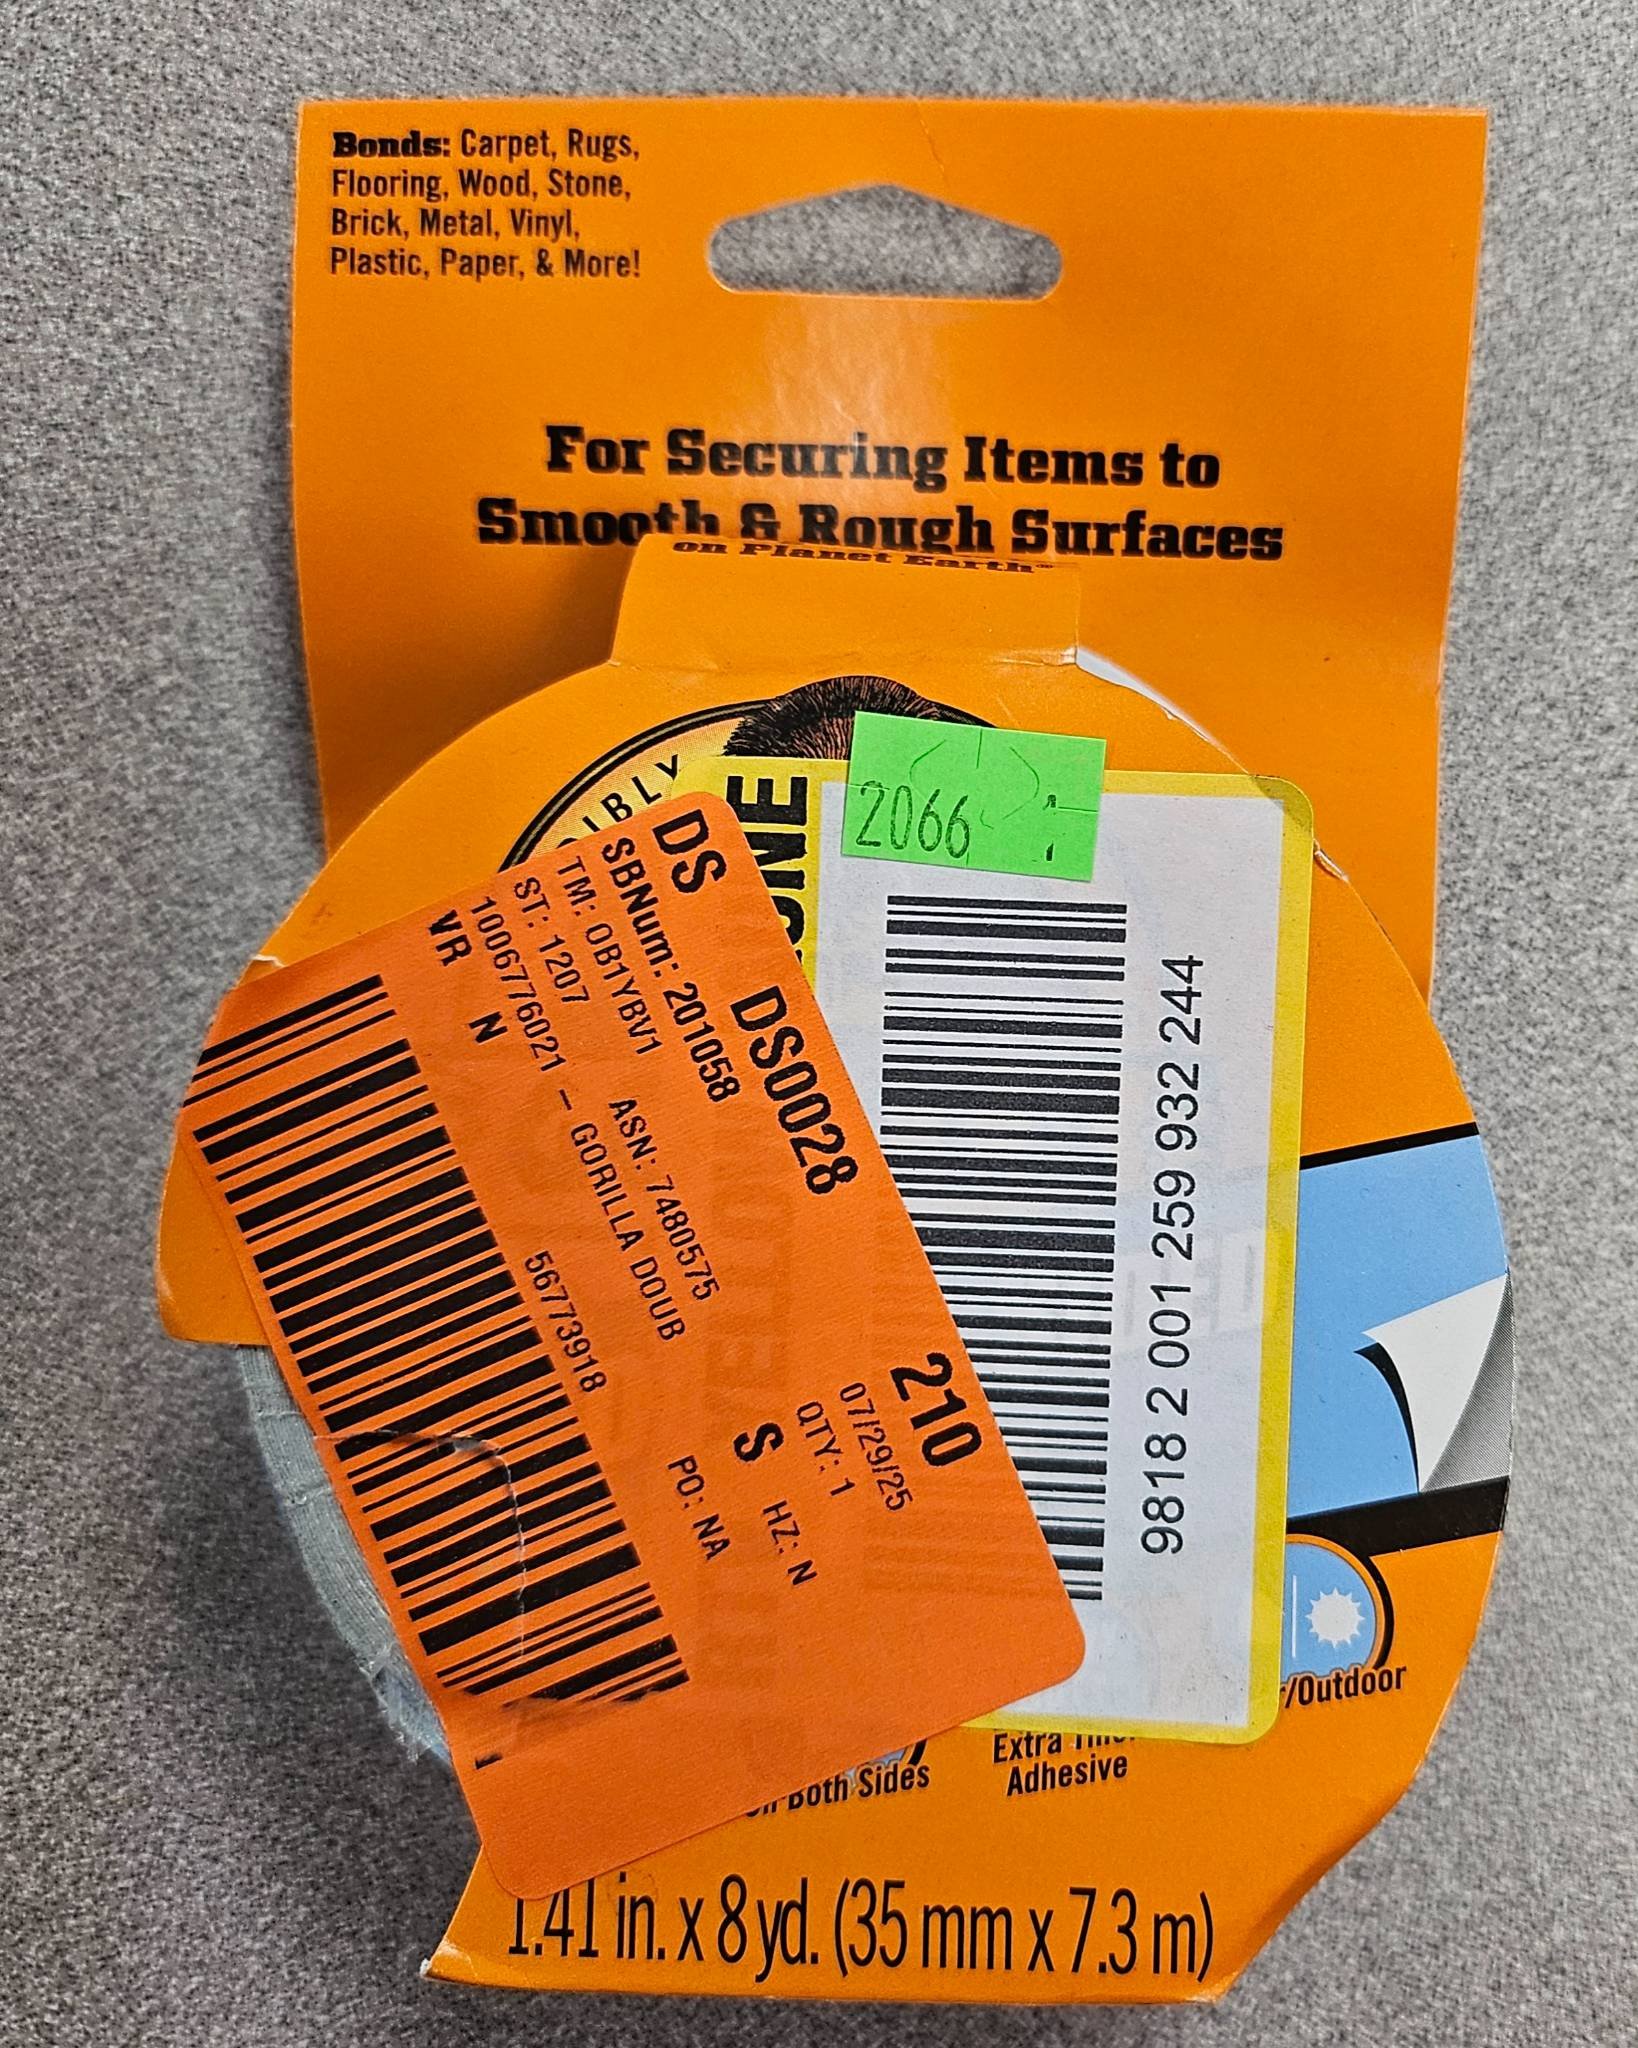 Bonds: Carpet, Rugs,
Flooring, Wood, Stone,
Brick, Metal, Vinyl,
Plastic, Paper, & More!
For Securing Items to
Smooth & Rough Surfaces
on Planet Earth®
IBLY
ONE
2066
9818 2 001 259 932 244
DS DS0028 210
SBNum: 201058 07/29/25
TM: OB1YBV1 ASN: 7480575 QTY: 1
ST: 1207 S HZ: N
1006776021 – GORILLA DOUB
VR N 56773918 PO: NA
/Outdoor
Both Sides
Extra
Adhesive
1.41 in. x 8 yd. (35 mm x 7.3 m)